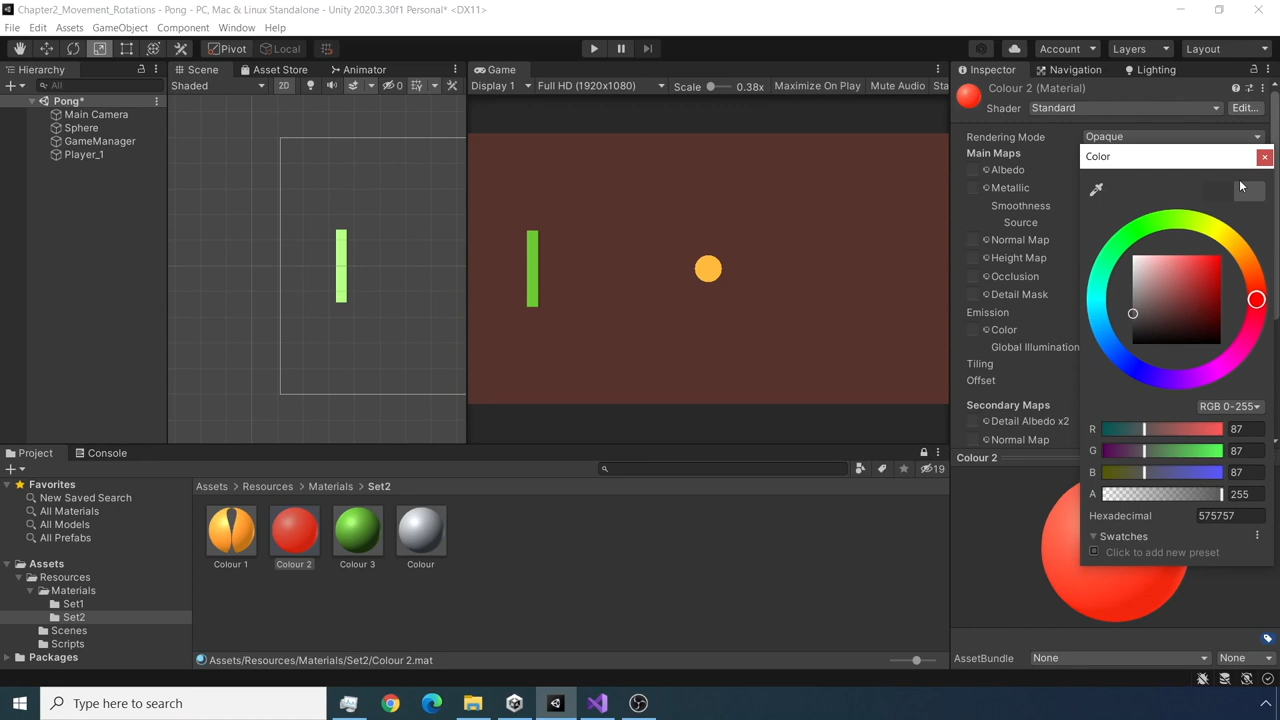 Chapter2_Movement_Rotations - Pong - PC, Mac & Linux Standalone - Unity 2020.3.30f1 Personal* <DX11>
File Edit Assets GameObject Component Window Help
Pivot Local Account Layers Layout
Hierarchy Scene Asset Store Animator Game Inspector Navigation Lighting
All Shaded 2D 0 Display 1 Full HD (1920x1080) Scale 0.38x Maximize On Play Mute Audio Sta
Colour 2 (Material)
Shader Standard Edit...
Pong*
Main Camera
Sphere
GameManager
Player_1
Rendering Mode Opaque
Main Maps
Albedo
Metallic
Smoothness
Source
Normal Map
Height Map
Occlusion
Detail Mask
Emission
Color
Global Illumination
Tiling
Offset
Secondary Maps
Detail Albedo x2
Normal Map
Colour 2
Color
RGB 0-255
R 87
G 87
B 87
A 255
Hexadecimal 575757
Swatches
Click to add new preset
Project Console
19
Favorites
New Saved Search
All Materials
All Models
All Prefabs
Assets
Resources
Materials
Set1
Set2
Scenes
Scripts
Packages
Assets > Resources > Materials > Set2
Colour 1 Colour 2 Colour 3 Colour
Assets/Resources/Materials/Set2/Colour 2.mat
AssetBundle None None
Type here to search